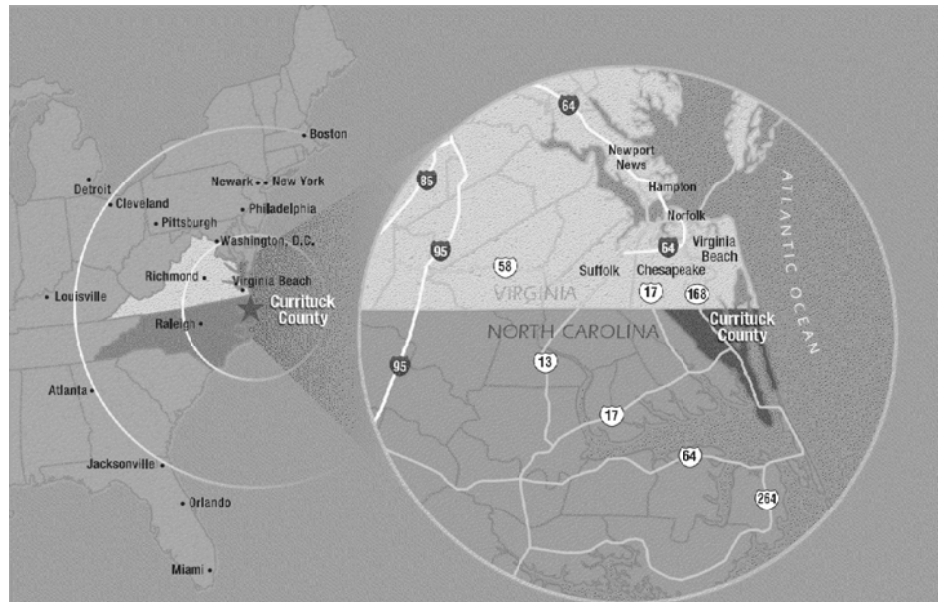 Boston
Detroit
Newark
New York
Cleveland
Philadelphia
Pittsburgh
Washington, D.C.
Richmond
Virginia Beach
Louisville
Currituck
County
Raleigh
Atlanta
Jacksonville
Orlando
Miami
64
Newport
News
85
Hampton
Norfolk
95
64
Virginia
Beach
58
Suffolk
Chesapeake
17
168
VIRGINIA
Currituck
County
NORTH CAROLINA
ATLANTIC OCEAN
13
95
17
64
264